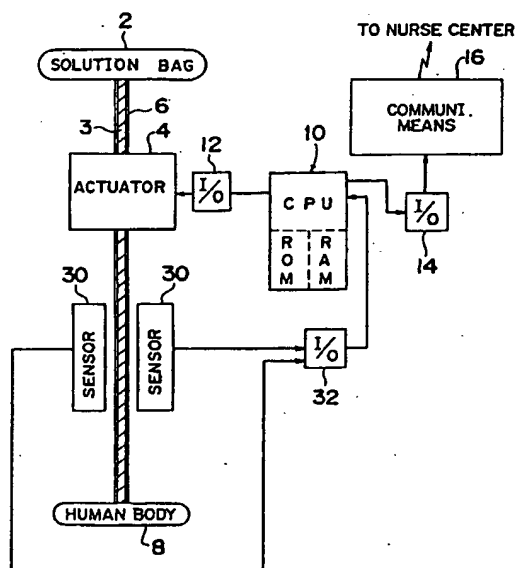 TO NURSE CENTER
2
16
SOLUTION BAG
3
6
4
12
10
COMMUNI.
MEANS
ACTUATOR
I/O
CPU
ROM
RAM
I/O
14
30
30
SENSOR
SENSOR
I/O
32
HUMAN BODY
8